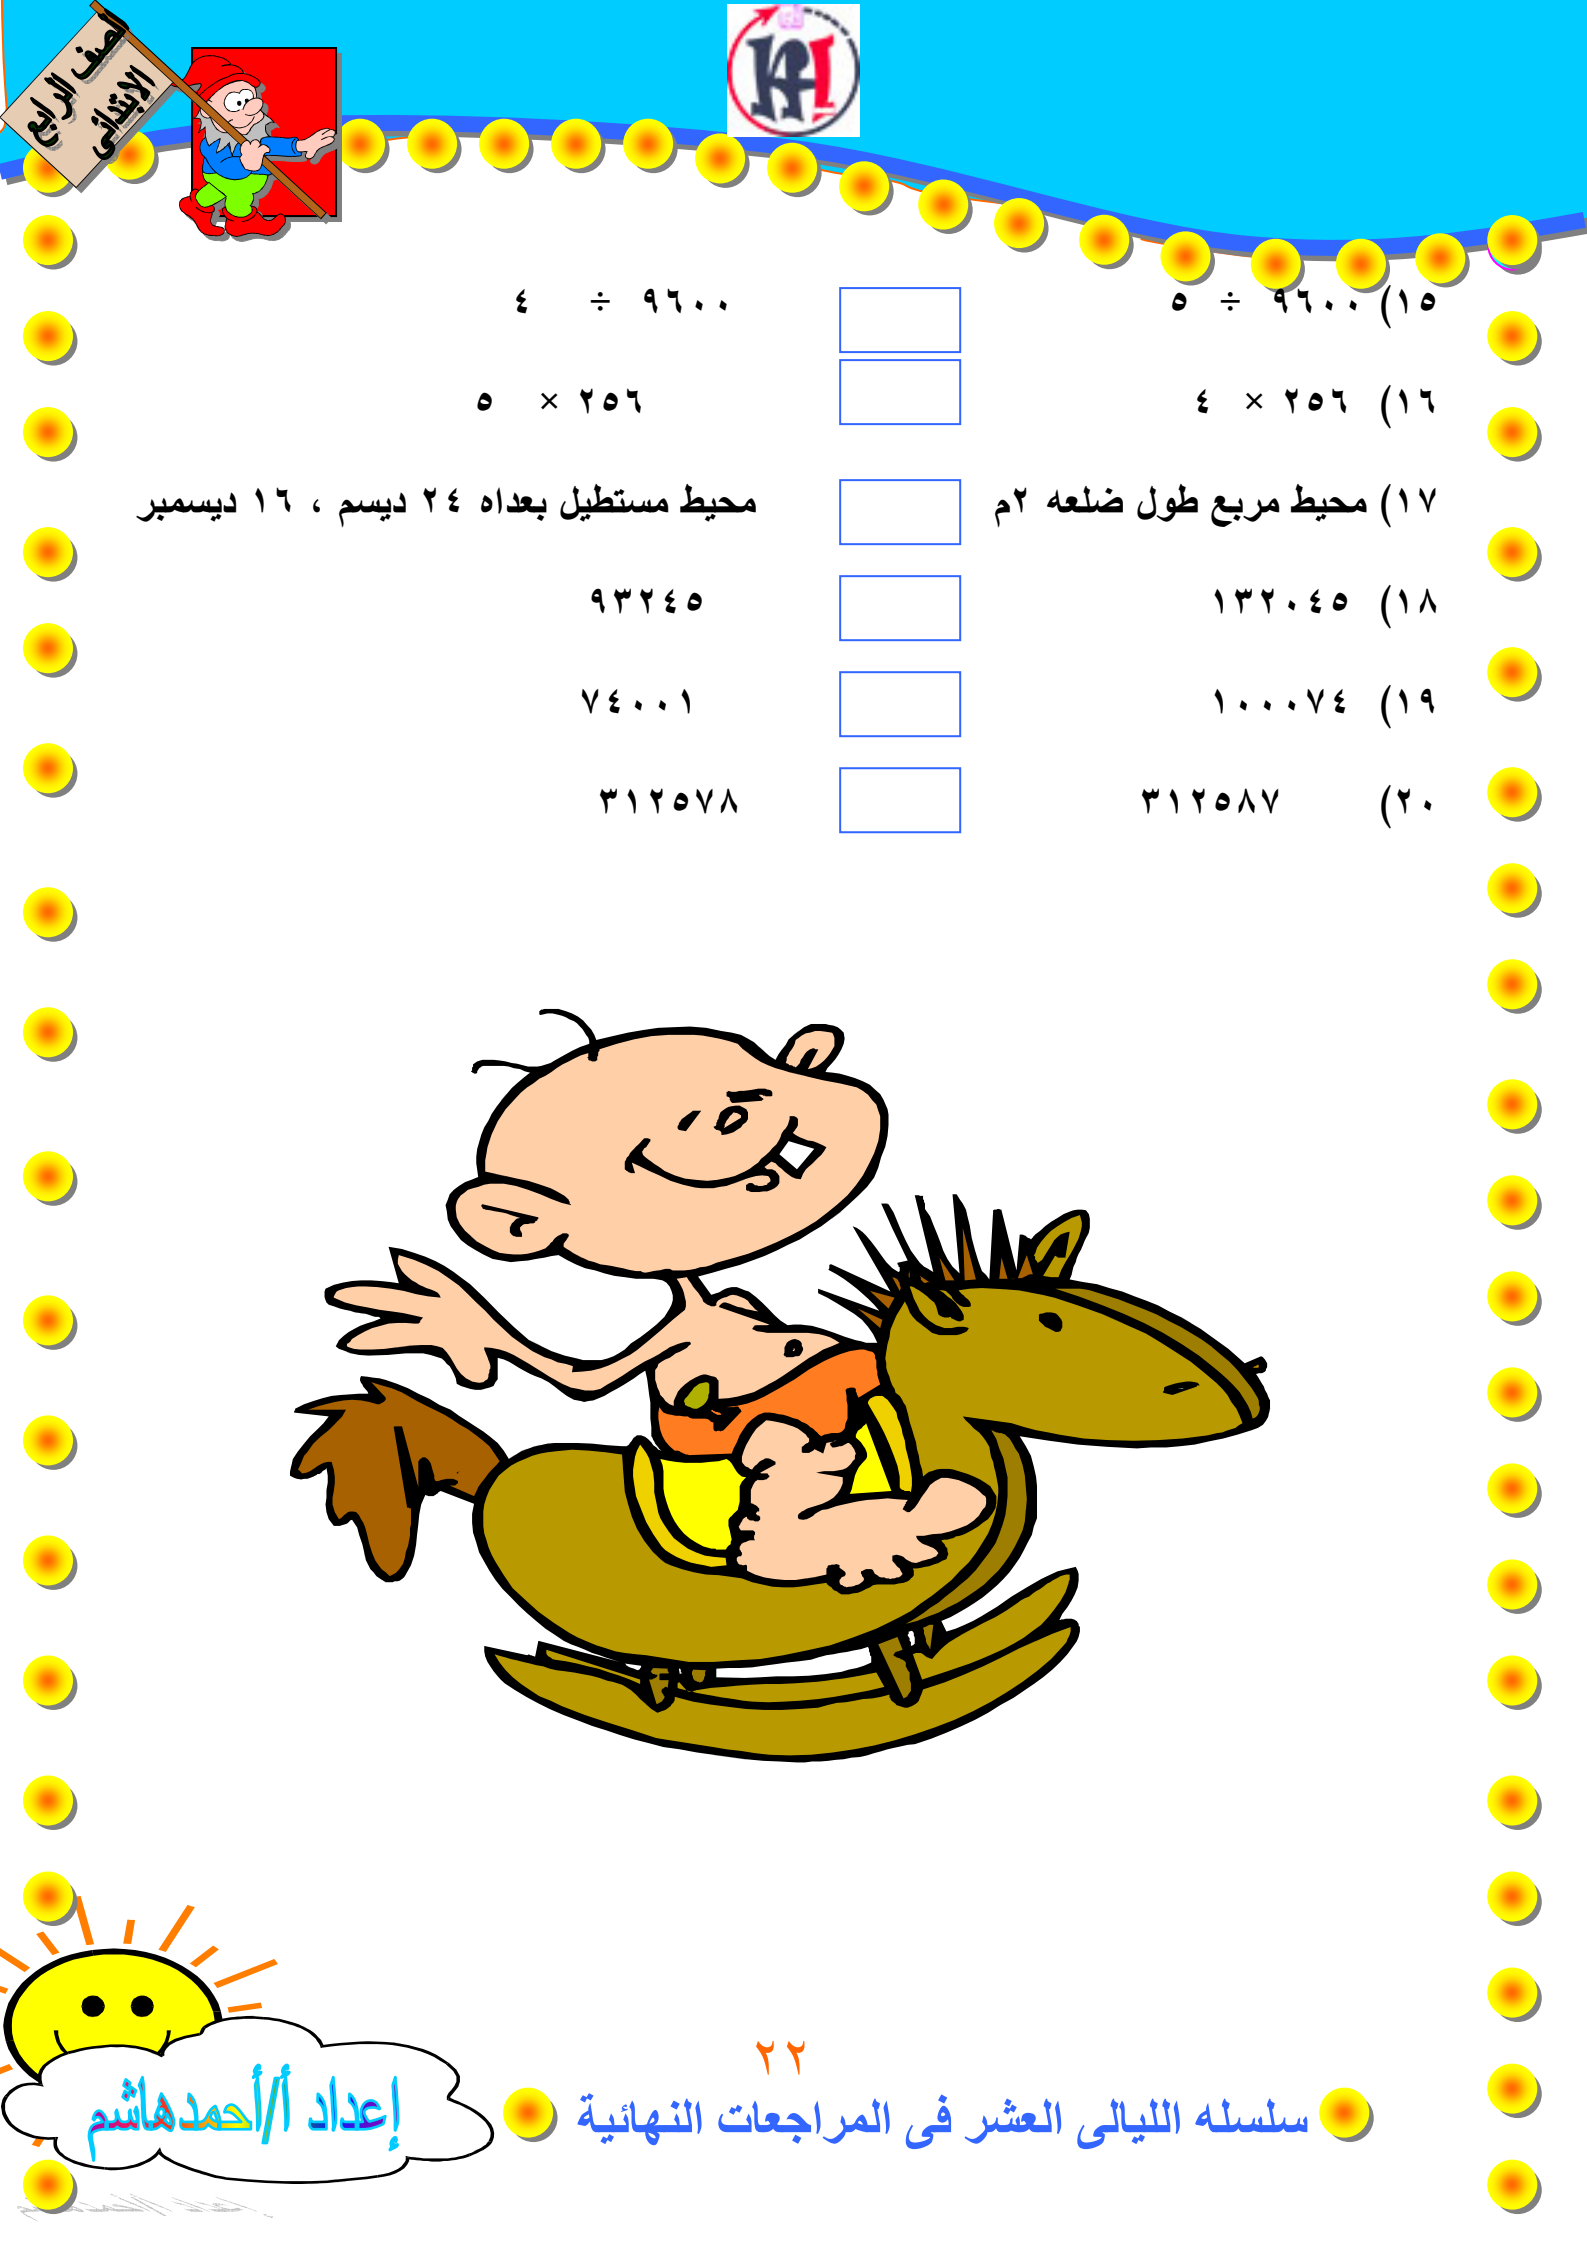 الصف الرابع
الابتدائى
١٥) ٩٦٠٠ ÷ ٥ ٩٦٠٠ ÷ ٤
١٦) ٢٥٦ × ٤ ٢٥٦ × ٥
١٧) محيط مربع طول ضلعه ٢م محيط مستطيل بعداه ٢٤ ديسم ، ١٦ ديسمبر
١٨) ١٣٢٠٤٥ ٩٣٢٤٥
١٩) ١٠٠٠٧٤ ٧٤٠٠١
٢٠) ٣١٢٥٨٧ ٣١٢٥٧٨
٢٢
سلسله الليالى العشر فى المراجعات النهائية
إعداد أ/أحمدهاشم